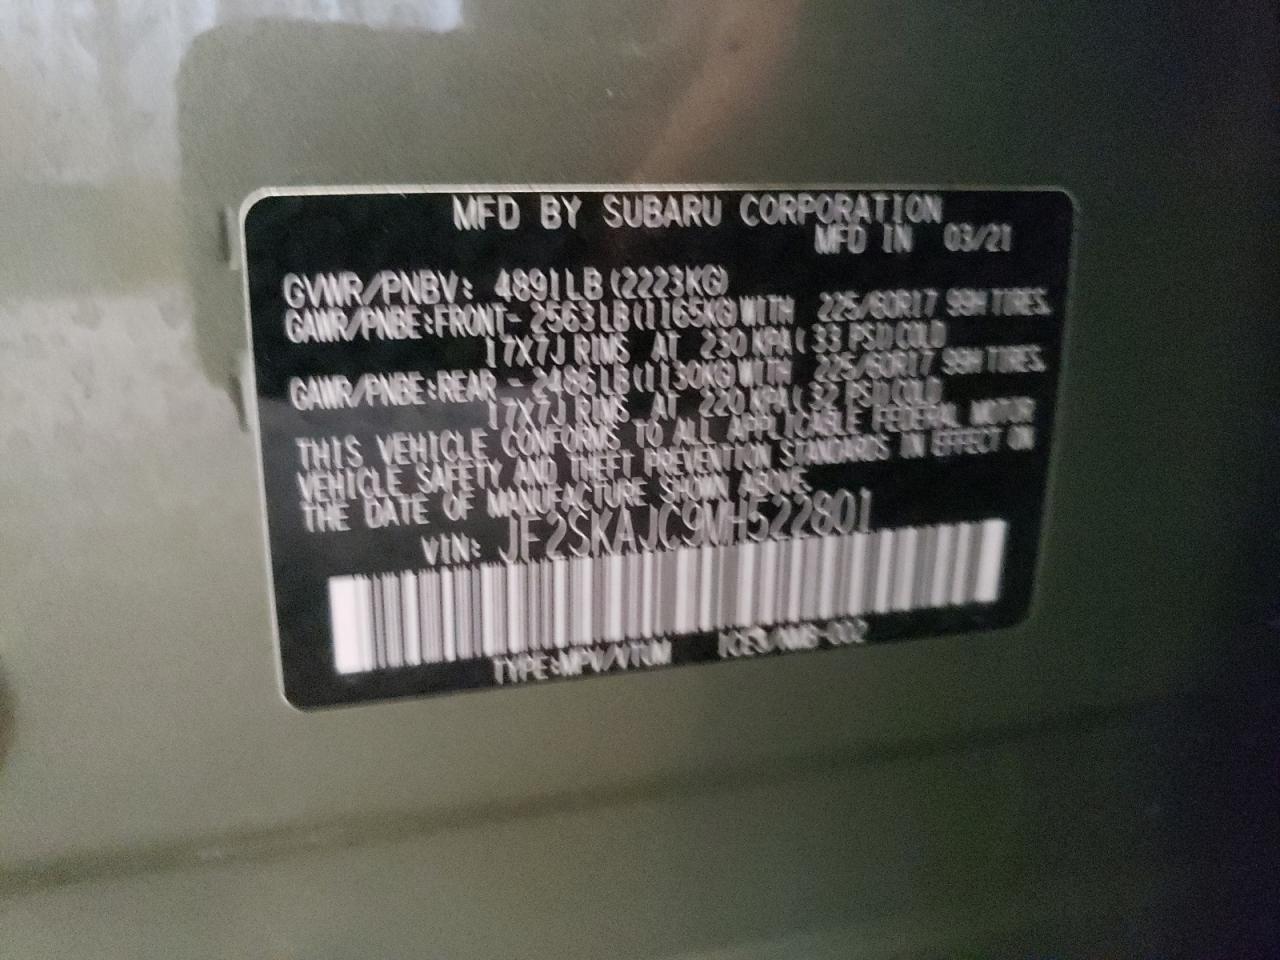 MFD BY SUBARU CORPORATION
MFD IN 03/21
GVWR/PNBV: 4891LB(2223KG)
GAWR/PNBE:FRONT- 2563LB(1165KG)WITH 225/60R17 99H TIRES.
17X7J RIMS AT 230 KPA(33 PSI)COLD
GAWR/PNBE:REAR - 2486LB(1130KG)WITH 225/60R17 99H TIRES.
17X7J RIMS AT 220 KPA(32 PSI)COLD
THIS VEHICLE CONFORMS TO ALL APPLICABLE FEDERAL MOTOR
VEHICLE SAFETY AND THEFT PREVENTION STANDARDS IN EFFECT ON
THE DATE OF MANUFACTURE SHOWN ABOVE.
VIN: JF2SKAJC9MH522801
TYPE:MPV/VTUM ICES/NMB-002